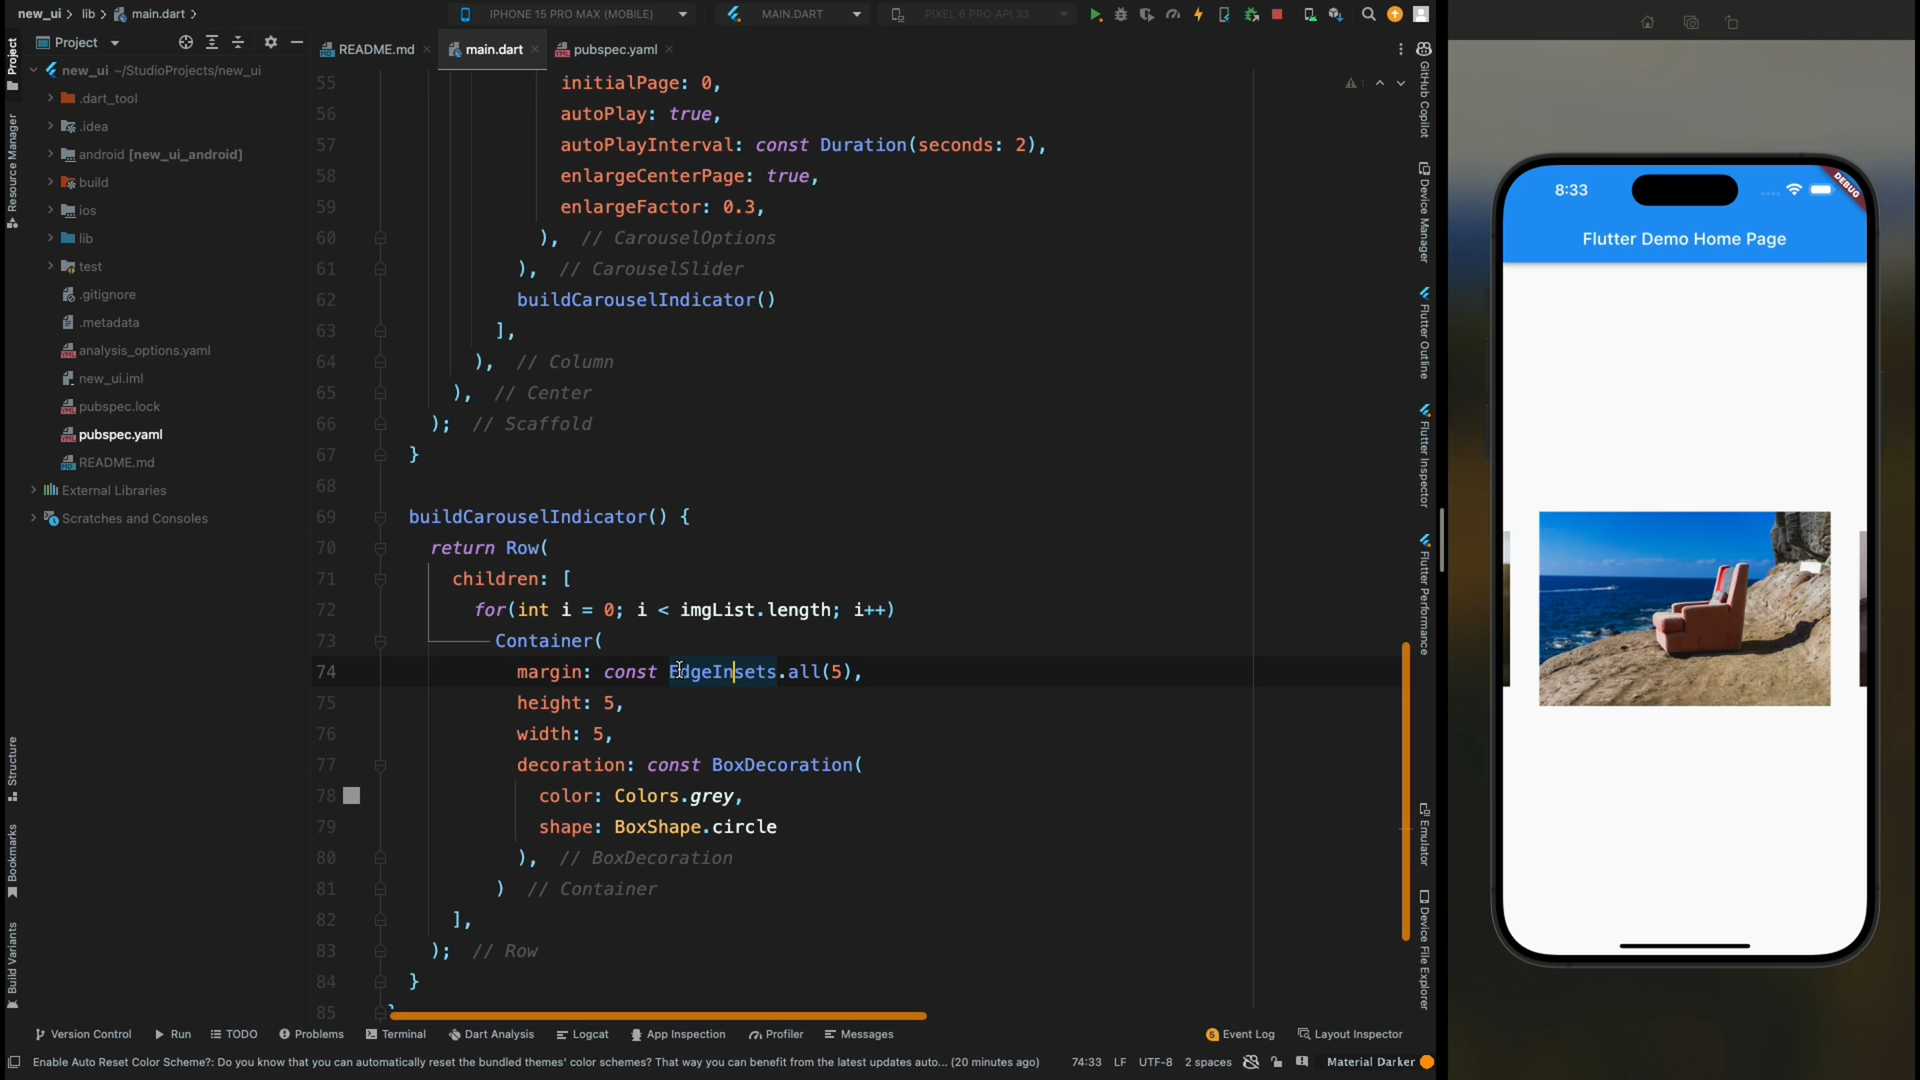 new_ui lib main.dart
IPHONE 15 PRO MAX (MOBILE)
MAIN.DART
PIXEL 6 PRO API 33
Project
README.md
main.dart
pubspec.yaml
Project
Resource Manager
Structure
Bookmarks
Build Variants
new_ui ~/StudioProjects/new_ui
.dart_tool
.idea
android [new_ui_android]
build
ios
lib
test
.gitignore
.metadata
analysis_options.yaml
new_ui.iml
pubspec.lock
pubspec.yaml
README.md
External Libraries
Scratches and Consoles
1
55 initialPage: 0,
56 autoPlay: true,
57 autoPlayInterval: const Duration(seconds: 2),
58 enlargeCenterPage: true,
59 enlargeFactor: 0.3,
60 ), // CarouselOptions
61 ), // CarouselSlider
62 buildCarouselIndicator()
63 ],
64 ), // Column
65 ), // Center
66 ); // Scaffold
67 }
68
69 buildCarouselIndicator() {
70 return Row(
71 children: [
72 for(int i = 0; i < imgList.length; i++)
73 Container(
74 margin: const EdgeInsets.all(5),
75 height: 5,
76 width: 5,
77 decoration: const BoxDecoration(
78 color: Colors.grey,
79 shape: BoxShape.circle
80 ), // BoxDecoration
81 ) // Container
82 ],
83 ); // Row
84 }
85
GitHub Copilot
Device Manager
Flutter Outline
Flutter Inspector
Flutter Performance
Emulator
Device File Explorer
8:33
DEBUG
Flutter Demo Home Page
Version Control Run TODO Problems Terminal Dart Analysis Logcat App Inspection Profiler Messages
5 Event Log Layout Inspector
Enable Auto Reset Color Scheme?: Do you know that you can automatically reset the bundled themes' color schemes? That way you can benefit from the latest updates auto... (20 minutes ago)
74:33 LF UTF-8 2 spaces Material Darker